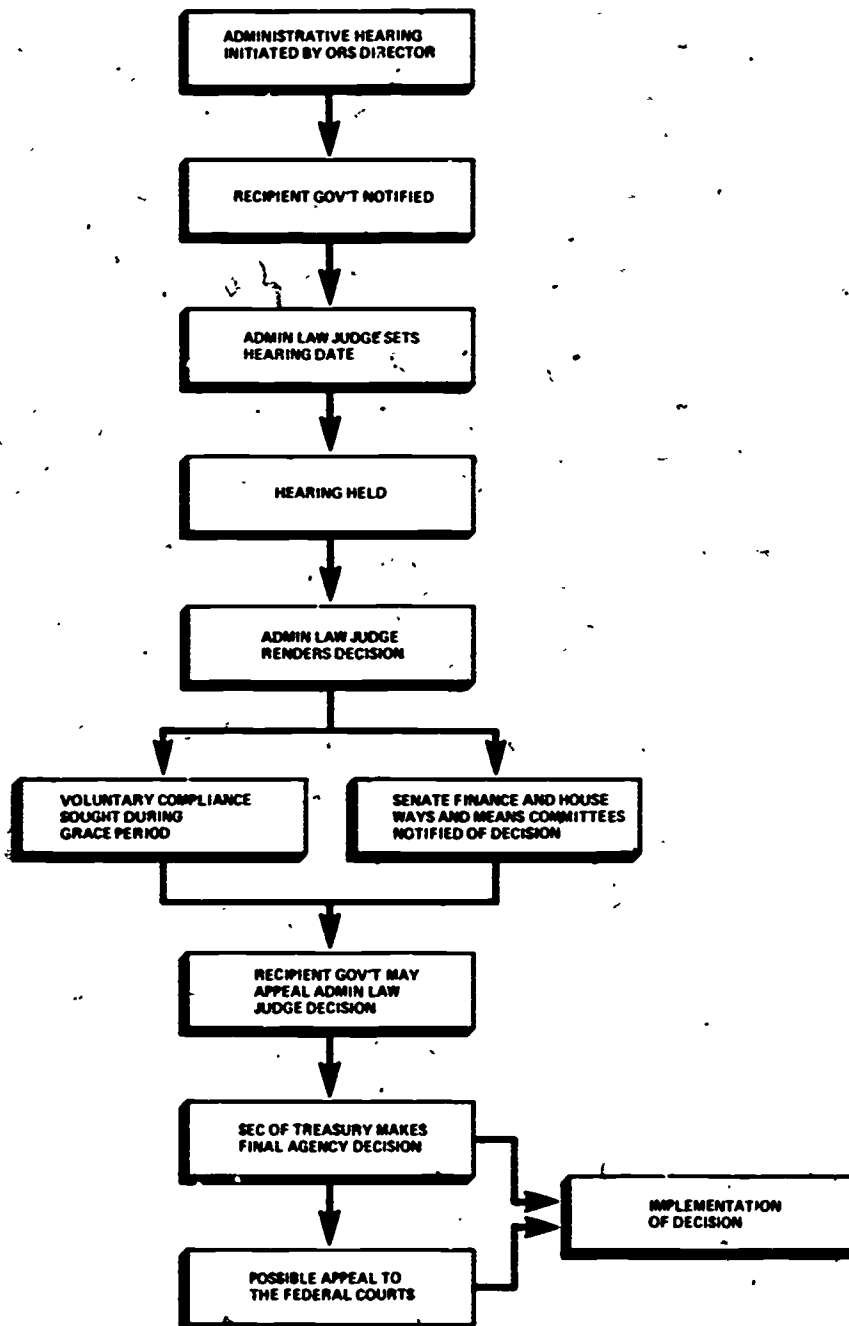 ADMINISTRATIVE HEARING
INITIATED BY ORS DIRECTOR
RECIPIENT GOV'T NOTIFIED
ADMIN LAW JUDGE SETS
HEARING DATE
HEARING HELD
ADMIN LAW JUDGE
RENDERS DECISION
VOLUNTARY COMPLIANCE
SOUGHT DURING
GRACE PERIOD
SENATE FINANCE AND HOUSE
WAYS AND MEANS COMMITTEES
NOTIFIED OF DECISION
RECIPIENT GOV'T MAY
APPEAL ADMIN LAW
JUDGE DECISION
SEC OF TREASURY MAKES
FINAL AGENCY DECISION
IMPLEMENTATION
OF DECISION
POSSIBLE APPEAL TO
THE FEDERAL COURTS